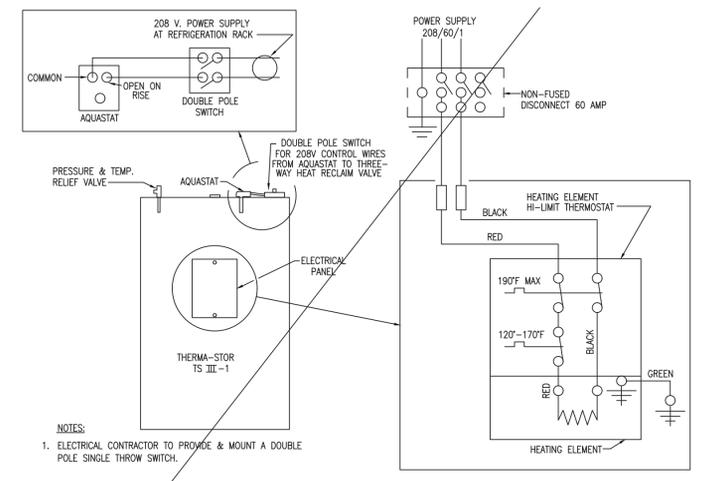 208 V. POWER SUPPLY
AT REFRIGERATION RACK
COMMON
OPEN ON
RISE
AQUASTAT
DOUBLE POLE
SWITCH
POWER SUPPLY
208/60/1
NON-FUSED
DISCONNECT 60 AMP
DOUBLE POLE SWITCH
FOR 208V CONTROL WIRES
FROM AQUASTAT TO THREE-
WAY HEAT RECLAIM VALVE
PRESSURE & TEMP.
RELIEF VALVE
AQUASTAT
ELECTRICAL
PANEL
THERMA-STOR
TS III-1
BLACK
RED
HEATING ELEMENT
HI-LIMIT THERMOSTAT
190°F MAX
120°-170°F
BLACK
RED
GREEN
HEATING ELEMENT
NOTES:
1. ELECTRICAL CONTRACTOR TO PROVIDE & MOUNT A DOUBLE
POLE SINGLE THROW SWITCH.